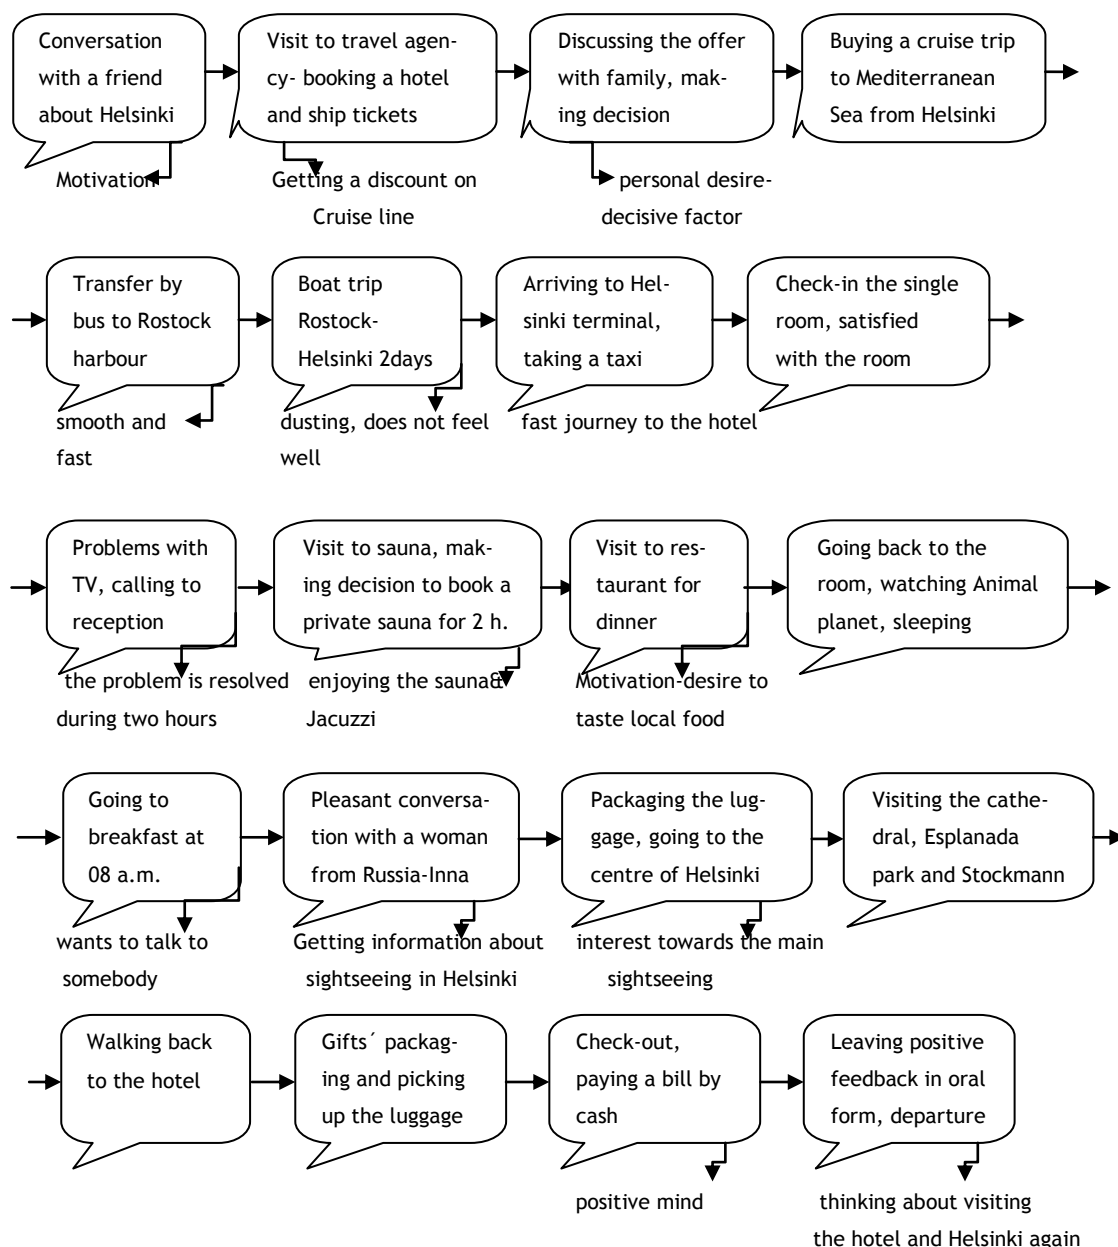 Conversation
with a friend
about Helsinki
Visit to travel agen-
cy- booking a hotel
and ship tickets
Discussing the offer
with family, mak-
ing decision
Buying a cruise trip
to Mediterranean
Sea from Helsinki
Motivation
Getting a discount on
Cruise line
personal desire-
decisive factor
Transfer by
bus to Rostock
harbour
Boat trip
Rostock-
Helsinki 2days
Arriving to Hel-
sinki terminal,
taking a taxi
Check-in the single
room, satisfied
with the room
smooth and
fast
dusting, does not feel
well
fast journey to the hotel
Problems with
TV, calling to
reception
Visit to sauna, mak-
ing decision to book a
private sauna for 2 h.
Visit to res-
taurant for
dinner
Going back to the
room, watching Animal
planet, sleeping
the problem is resolved
during two hours
enjoying the sauna&
Jacuzzi
Motivation-desire to
taste local food
Going to
breakfast at
08 a.m.
Pleasant conversa-
tion with a woman
from Russia-Inna
Packaging the lug-
gage, going to the
centre of Helsinki
Visiting the cathe-
dral, Esplanada
park and Stockmann
wants to talk to
somebody
Getting information about
sightseeing in Helsinki
interest towards the main
sightseeing
Walking back
to the hotel
Gifts´ packag-
ing and picking
up the luggage
Check-out,
paying a bill by
cash
Leaving positive
feedback in oral
form, departure
positive mind
thinking about visiting
the hotel and Helsinki again